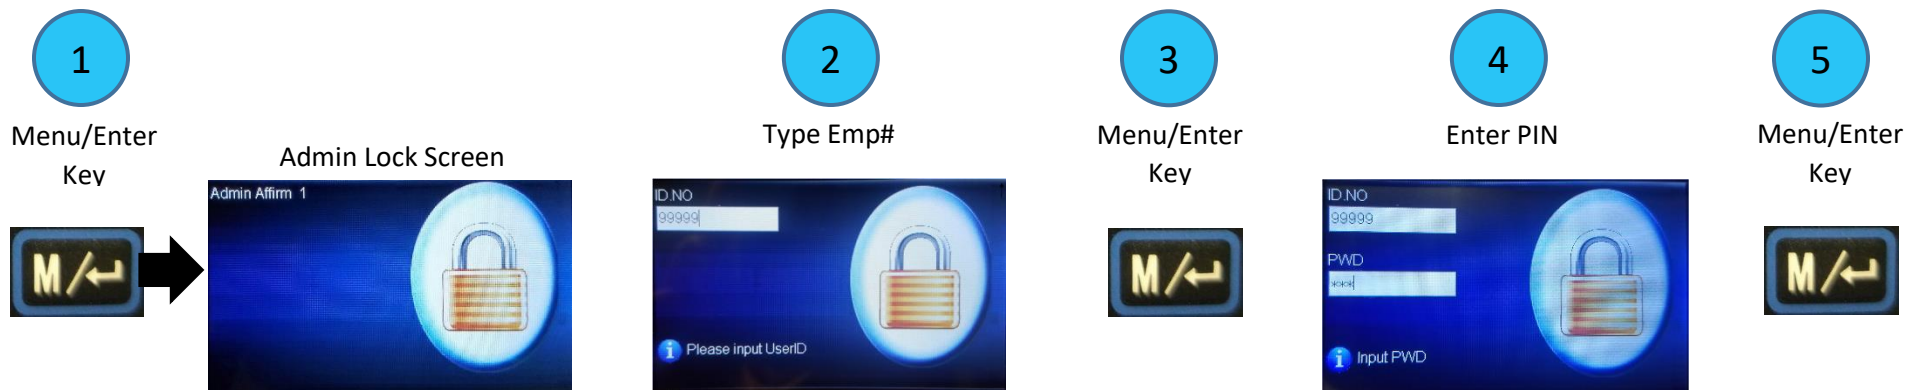 1
Menu/Enter
Key
M/↵
Admin Lock Screen
Admin Affirm 1
2
Type Emp#
ID.NO
99999
Please input UserID
3
Menu/Enter
Key
M/↵
4
Enter PIN
ID.NO
99999
PWD
***
Input PWD
5
Menu/Enter
Key
M/↵